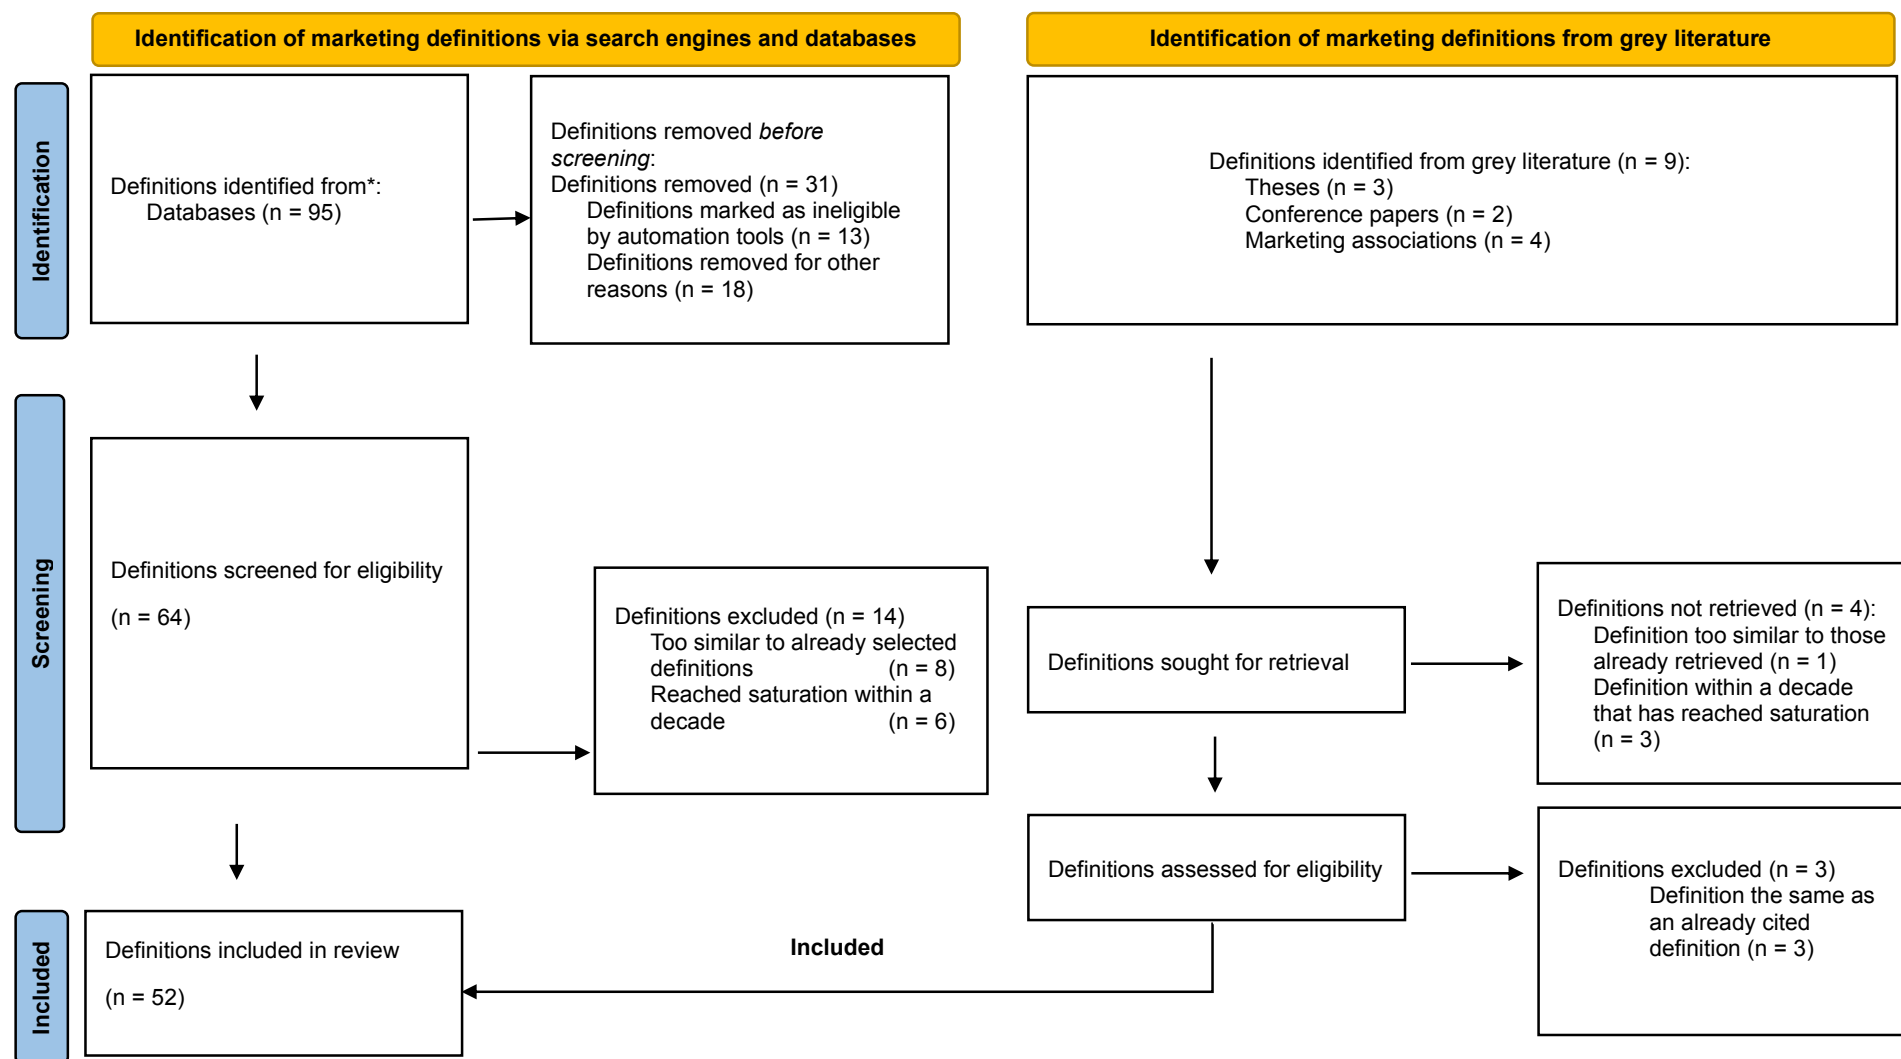 Identification of marketing definitions via search engines and databases
Identification of marketing definitions from grey literature
Identification
Definitions identified from*:
Databases (n = 95)
Definitions removed before
screening:
Definitions removed (n = 31)
Definitions marked as ineligible
by automation tools (n = 13)
Definitions removed for other
reasons (n = 18)
Definitions identified from grey literature (n = 9):
Theses (n = 3)
Conference papers (n = 2)
Marketing associations (n = 4)
Screening
Definitions screened for eligibility
(n = 64)
Definitions excluded (n = 14)
Too similar to already selected
definitions (n = 8)
Reached saturation within a
decade (n = 6)
Definitions sought for retrieval
Definitions not retrieved (n = 4):
Definition too similar to those
already retrieved (n = 1)
Definition within a decade
that has reached saturation
(n = 3)
Definitions assessed for eligibility
Definitions excluded (n = 3)
Definition the same as
an already cited
definition (n = 3)
Included
Definitions included in review
(n = 52)
Included